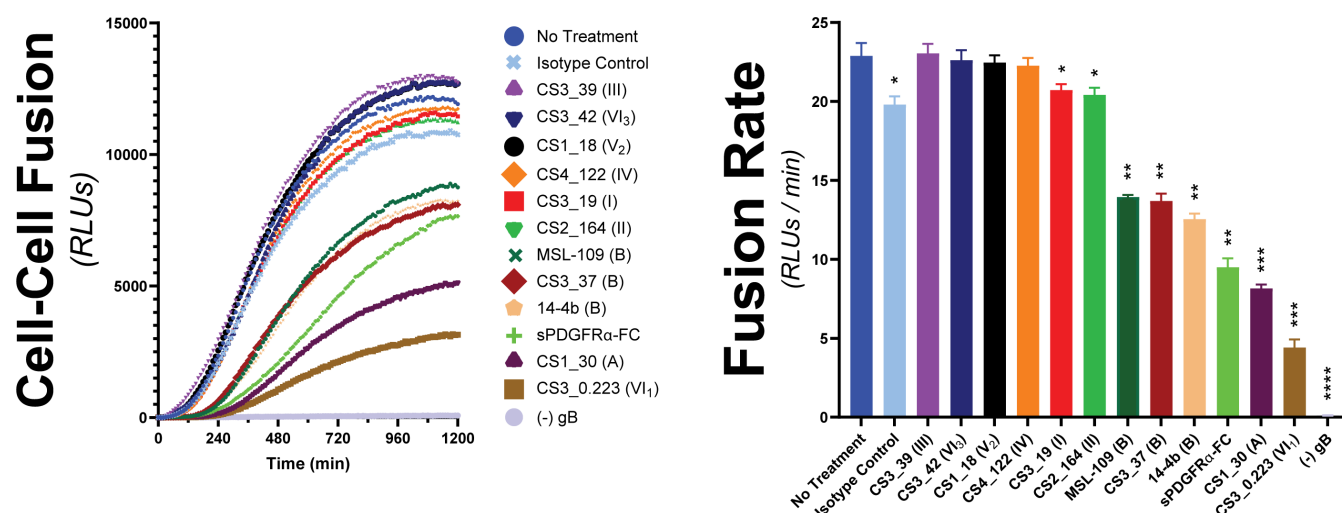 Cell-Cell Fusion
(RLUs)
15000
10000
5000
0
0 240 480 720 960 1200
Time (min)
No Treatment
Isotype Control
CS3_39 (III)
CS3_42 (VI₃)
CS1_18 (V₂)
CS4_122 (IV)
CS3_19 (I)
CS2_164 (II)
MSL-109 (B)
CS3_37 (B)
14-4b (B)
sPDGFRα-FC
CS1_30 (A)
CS3_0.223 (VI₁)
(-) gB
Fusion Rate
(RLUs / min)
25
20
15
10
5
0
*
*
*
**
**
**
**
***
***
****
No Treatment
Isotype Control
CS3_39 (III)
CS3_42 (VI₃)
CS1_18 (V₂)
CS4_122 (IV)
CS3_19 (I)
CS2_164 (II)
MSL-109 (B)
CS3_37 (B)
14-4b (B)
sPDGFRα-FC
CS1_30 (A)
CS3_0.223 (VI₁)
(-) gB